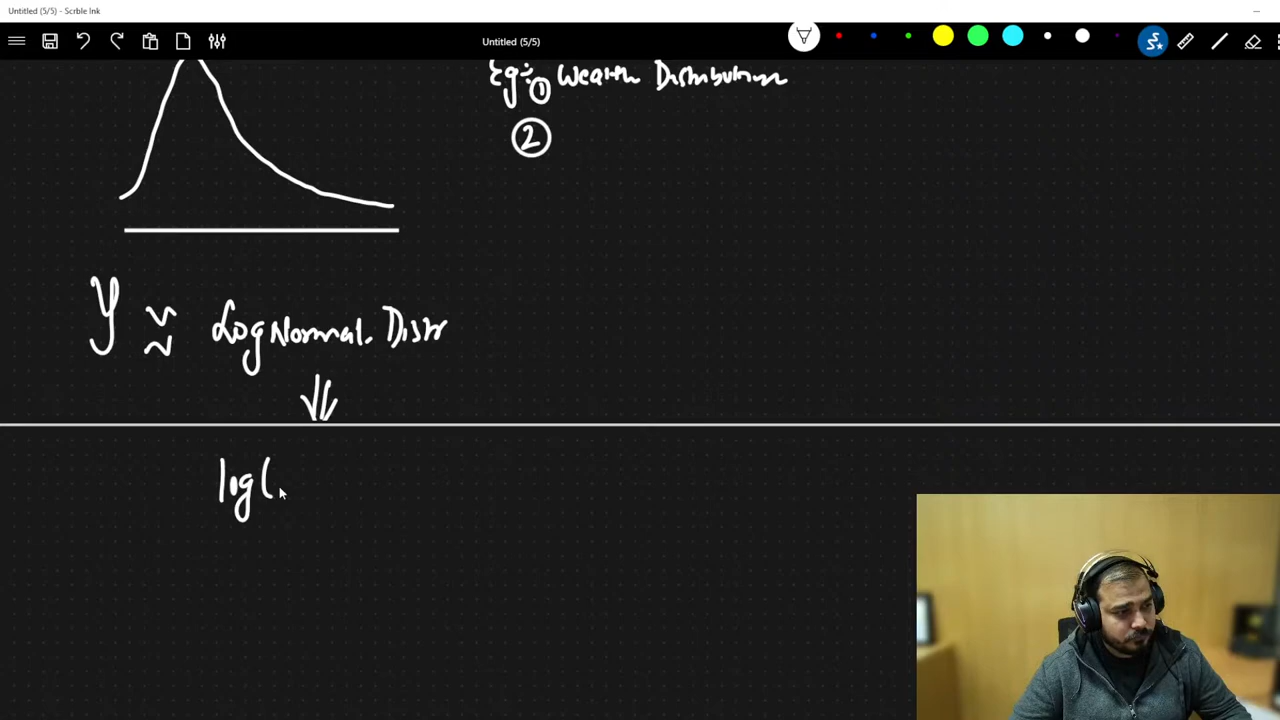 Untitled (5/5) - Scrble Ink
Untitled (5/5)
Eg:- ① Wealth Distribution
②
Y ≈ LogNormal. Distr
log(